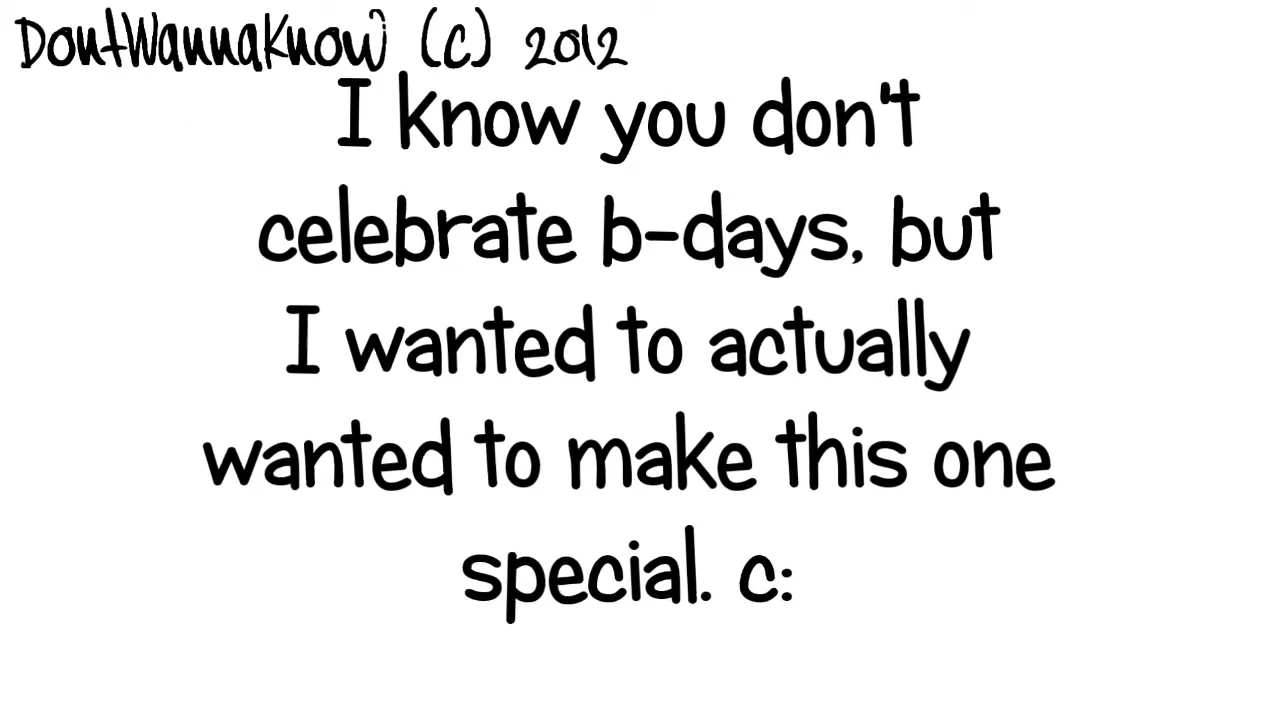 DontWannaKnow (c) 2012
I know you don't
celebrate b-days, but
I wanted to actually
wanted to make this one
special. c: